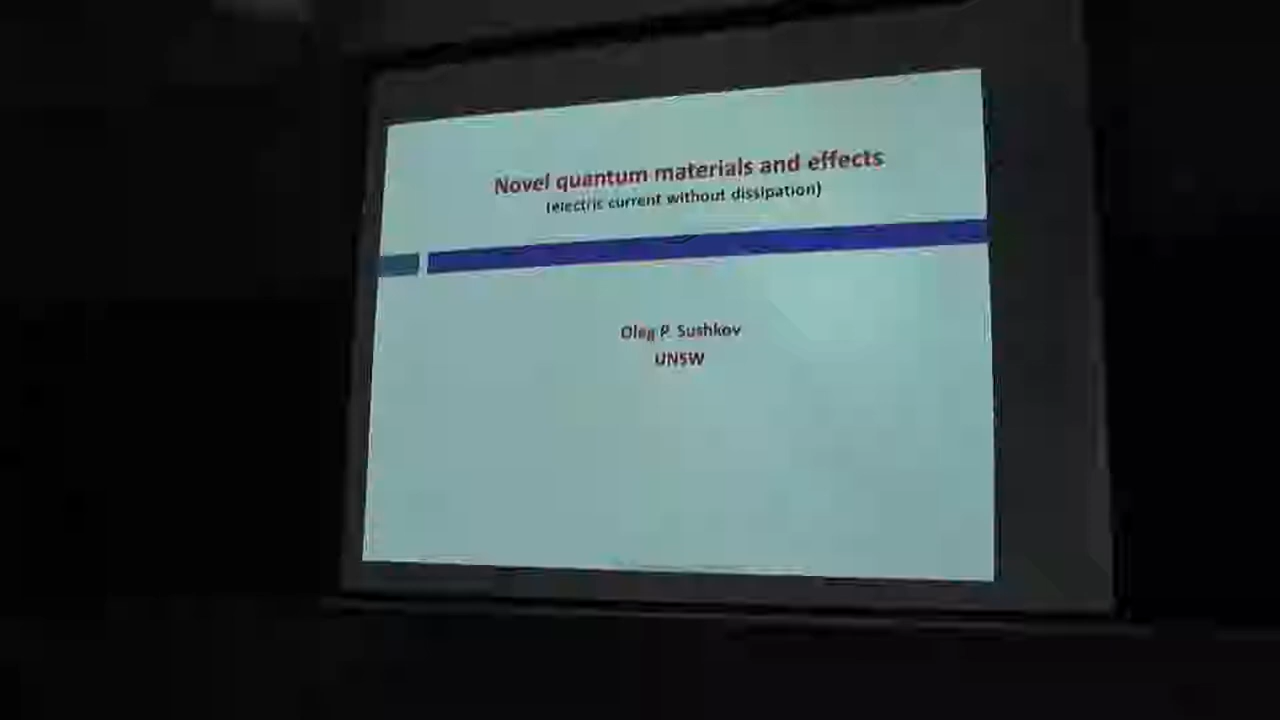 Novel quantum materials and effects
(electric current without dissipation)
Oleg P. Sushkov
UNSW